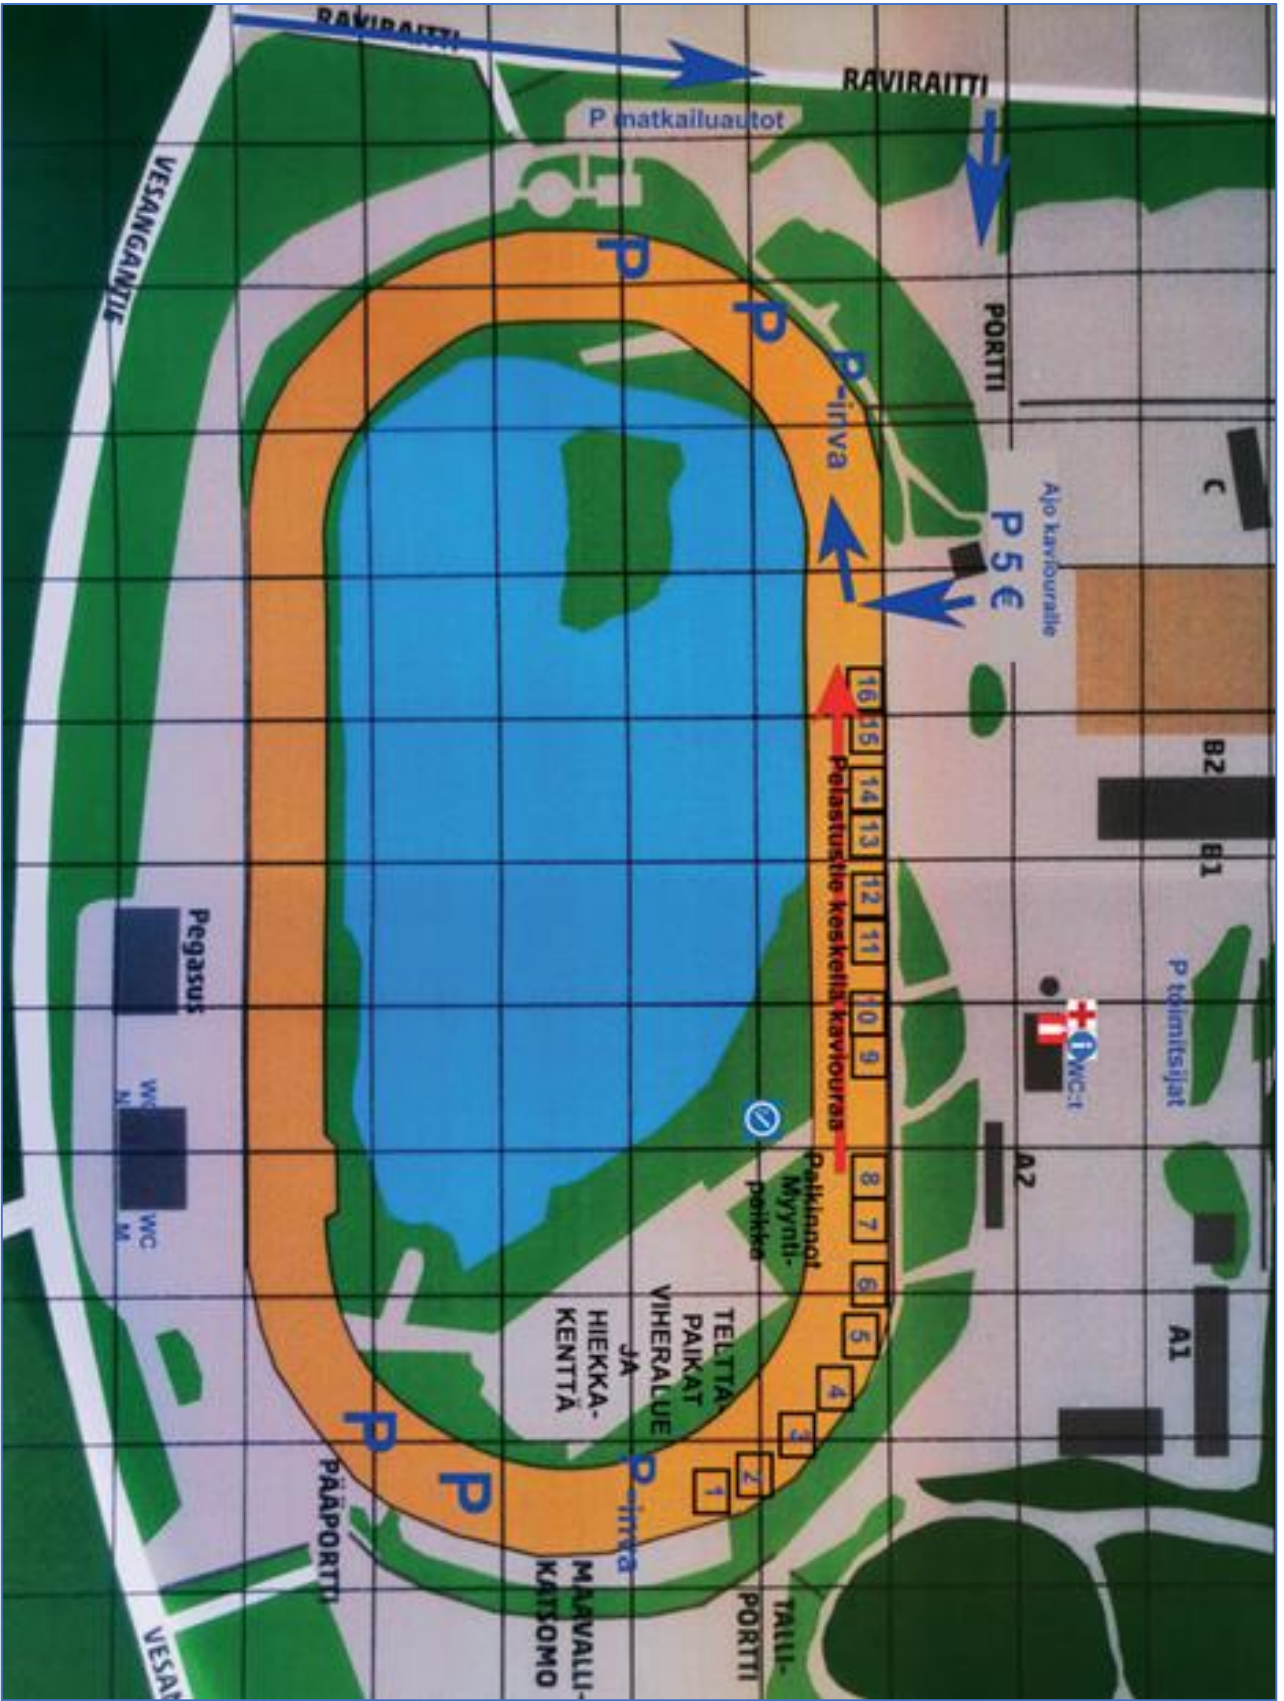 RAVIRAITTI
RAVIRAITTI
P matkailuautot
VESANGANTIE
P
P
P-inva
PORTTI
C
Ajo kaviouralle
P 5 €
16
15
14
13
12
11
10
9
8
7
6
5
4
3
2
1
Pelastustie keskellä kaviouraa
B2
B1
P toimitsijat
i
WC:t
A2
A1
Pegasus
WC
N.
WC
M.
Palkinnot
Myynti-
paikka
TELTTA-
PAIKAT
VIHERALUE
JA
HIEKKA-
KENTTÄ
P
P
P-inva
PÄÄPORTTI
MAAVALLI-
KATSOMO
TALLI-
PORTTI
VESAN